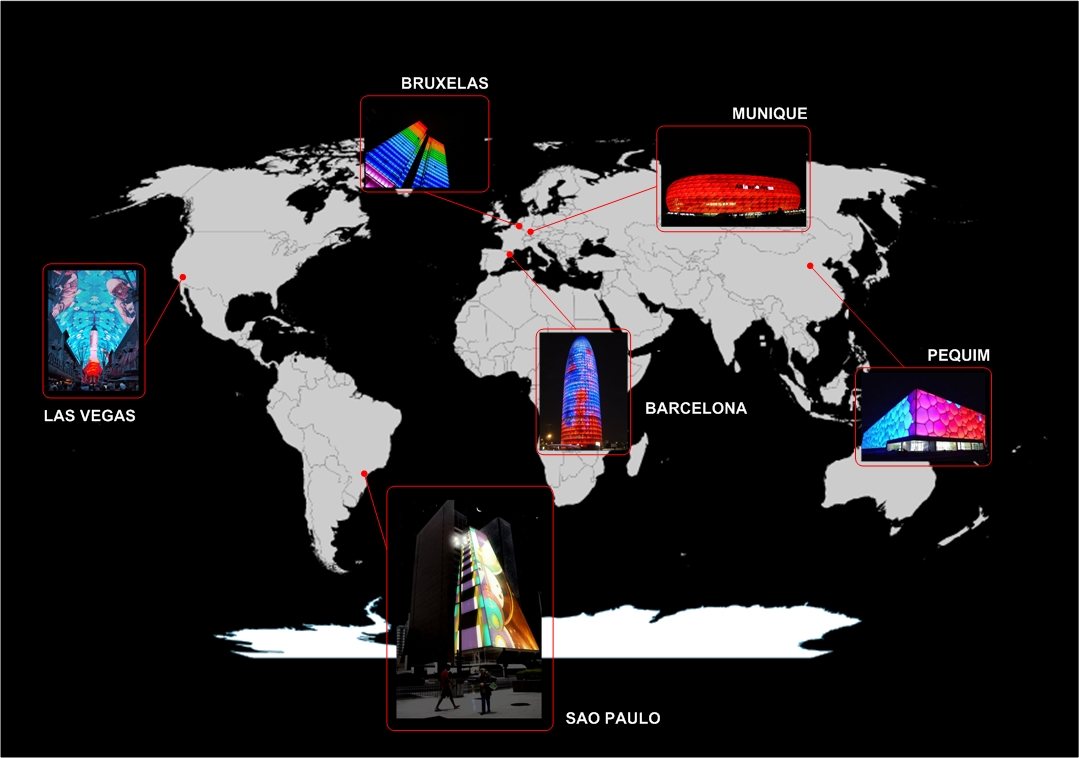 BRUXELAS
MUNIQUE
PEQUIM
LAS VEGAS
BARCELONA
SAO PAULO